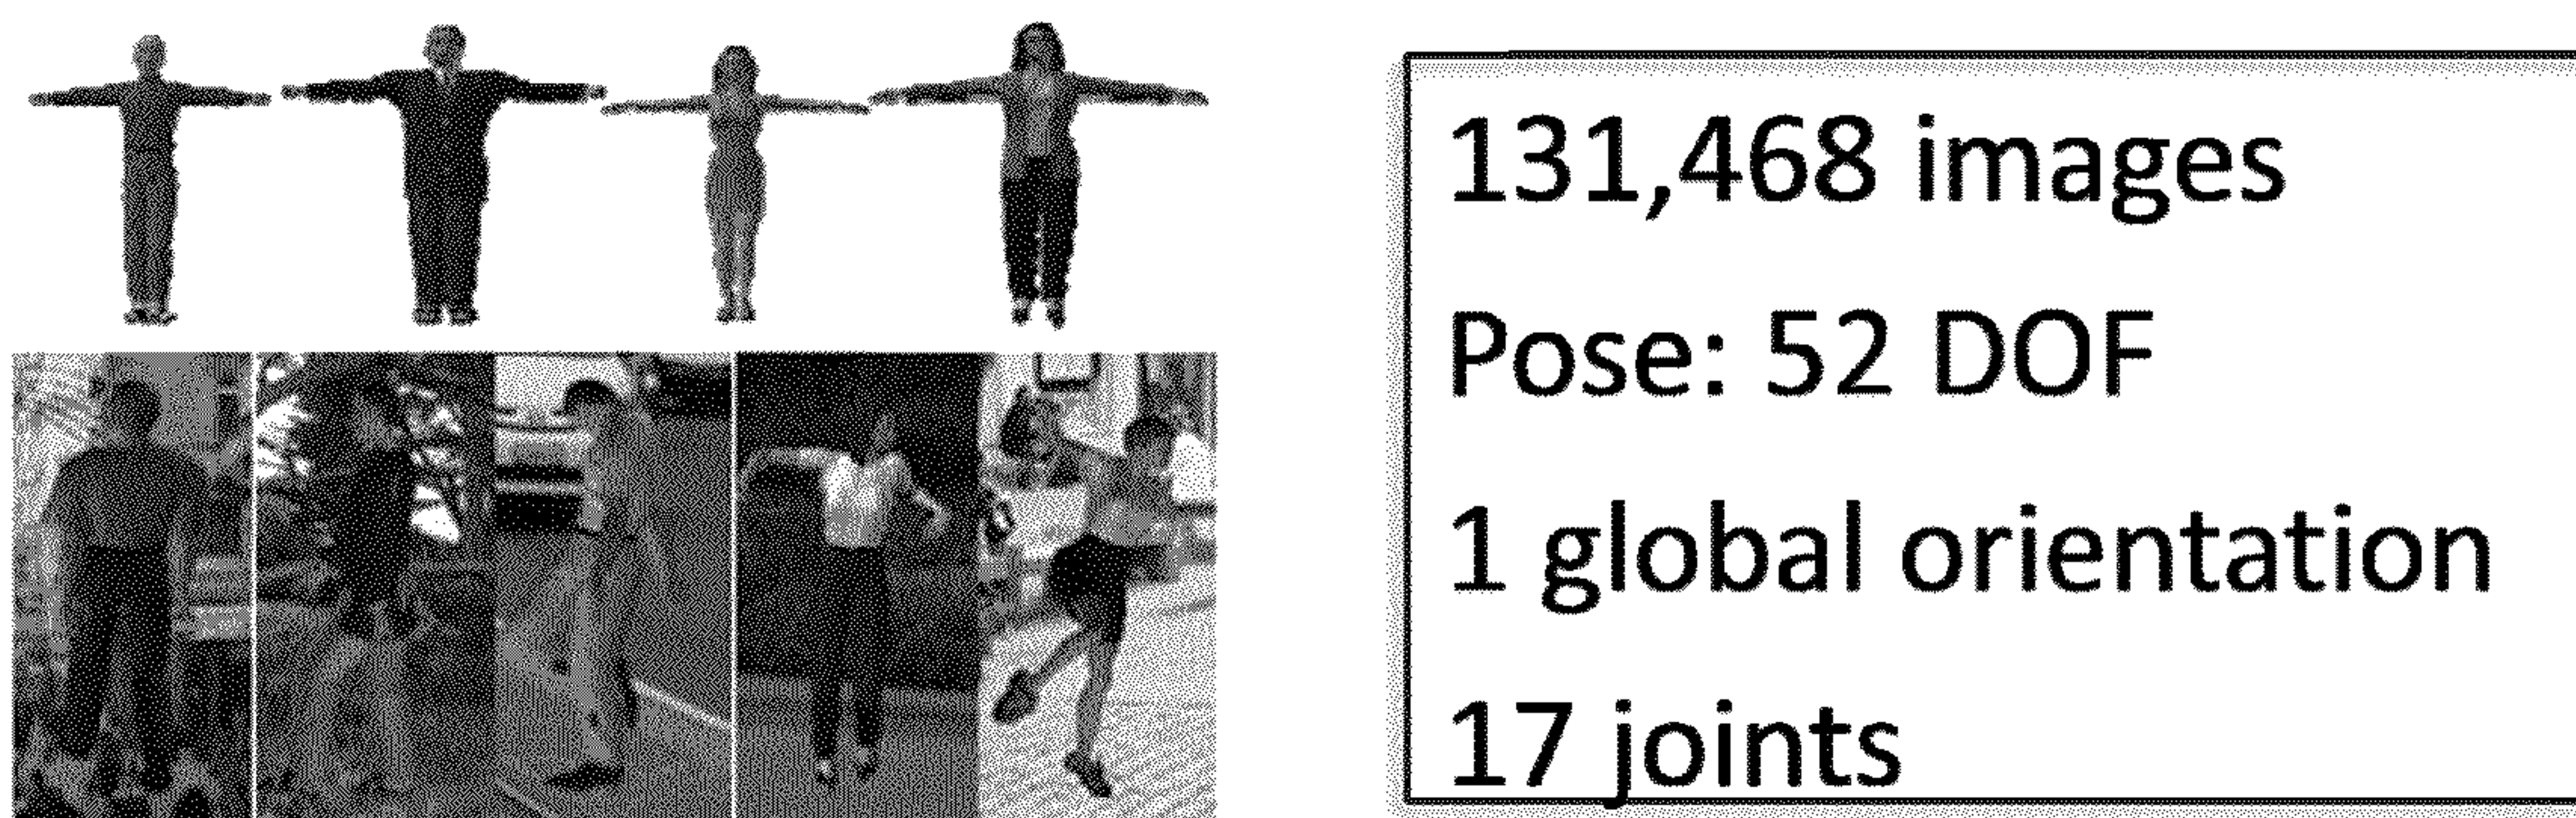 131,468 images
Pose: 52 DOF
1 global orientation
17 joints